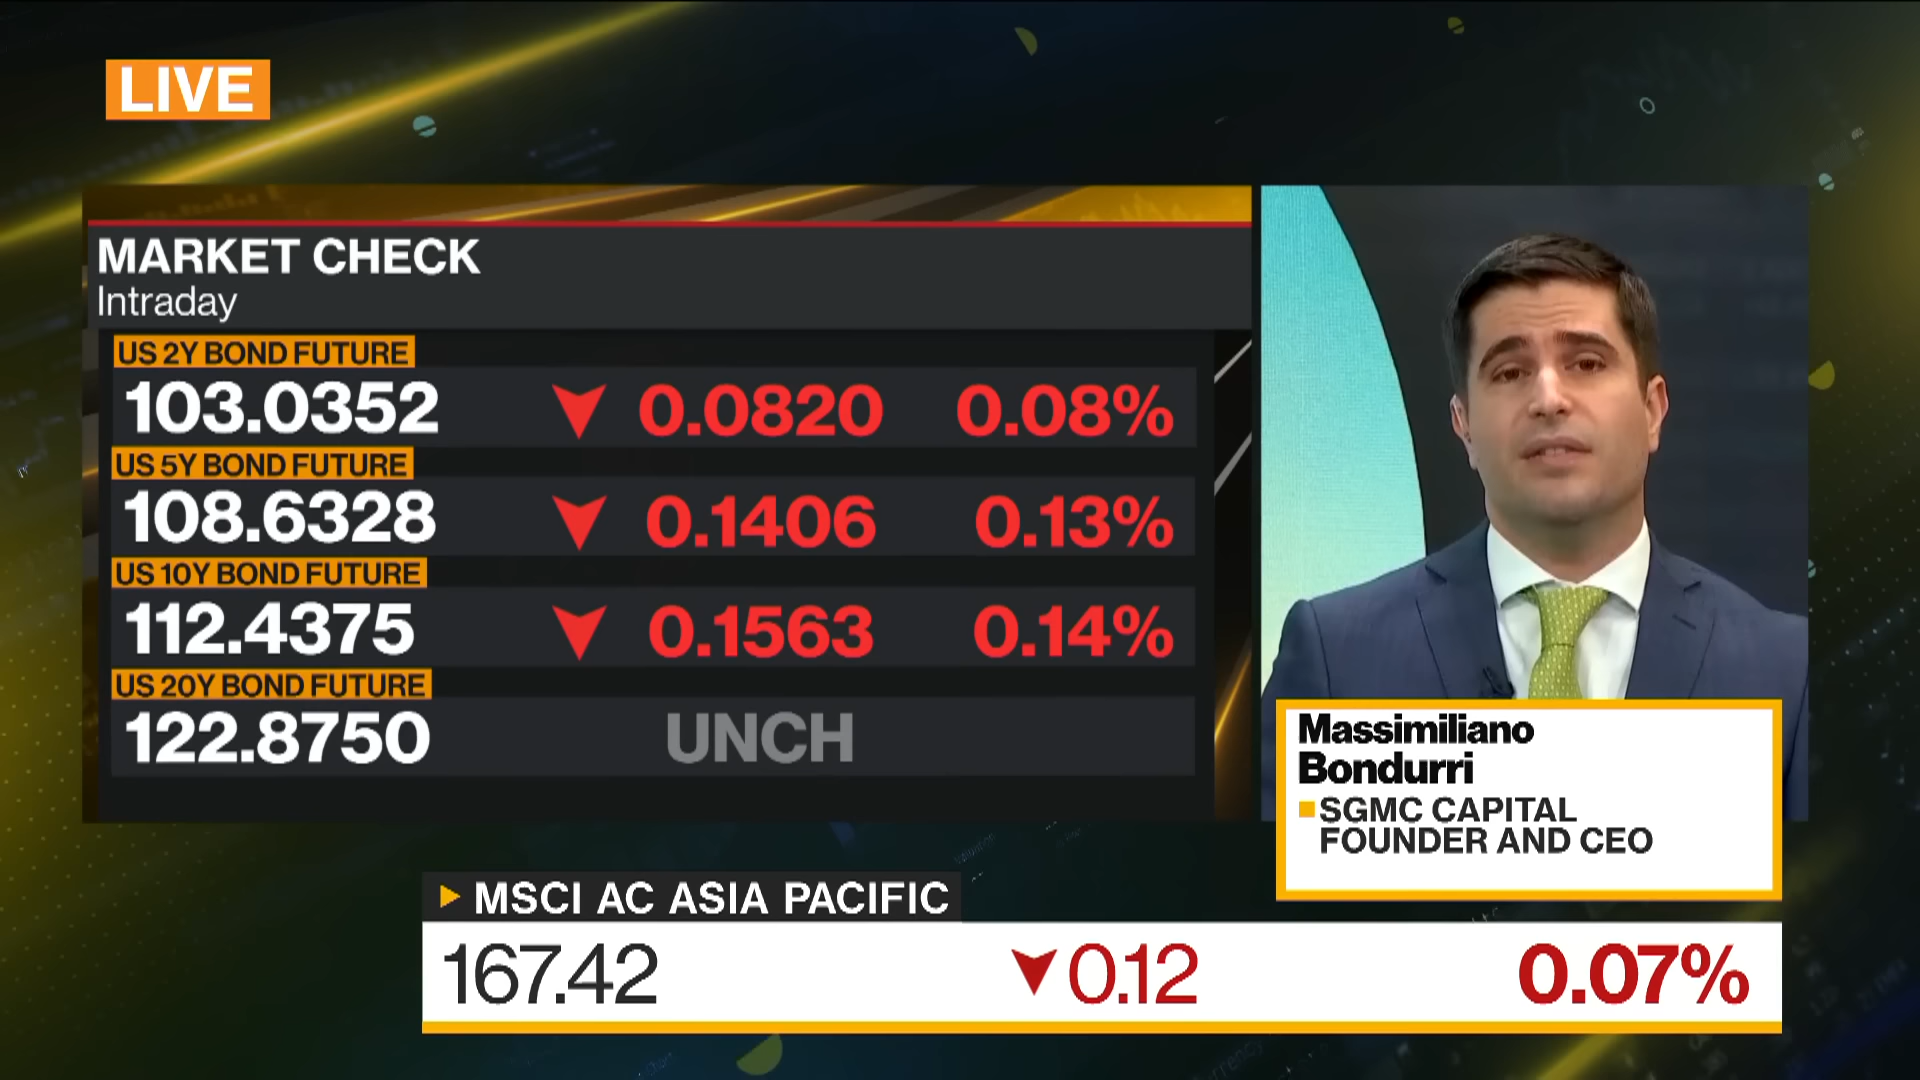 LIVE
MARKET CHECK
Intraday
US 2Y BOND FUTURE
103.0352 0.0820 0.08%
US 5Y BOND FUTURE
108.6328 0.1406 0.13%
US 10Y BOND FUTURE
112.4375 0.1563 0.14%
US 20Y BOND FUTURE
122.8750 UNCH
Massimiliano
Bondurri
SGMC CAPITAL
FOUNDER AND CEO
MSCI AC ASIA PACIFIC
167.42 0.12 0.07%